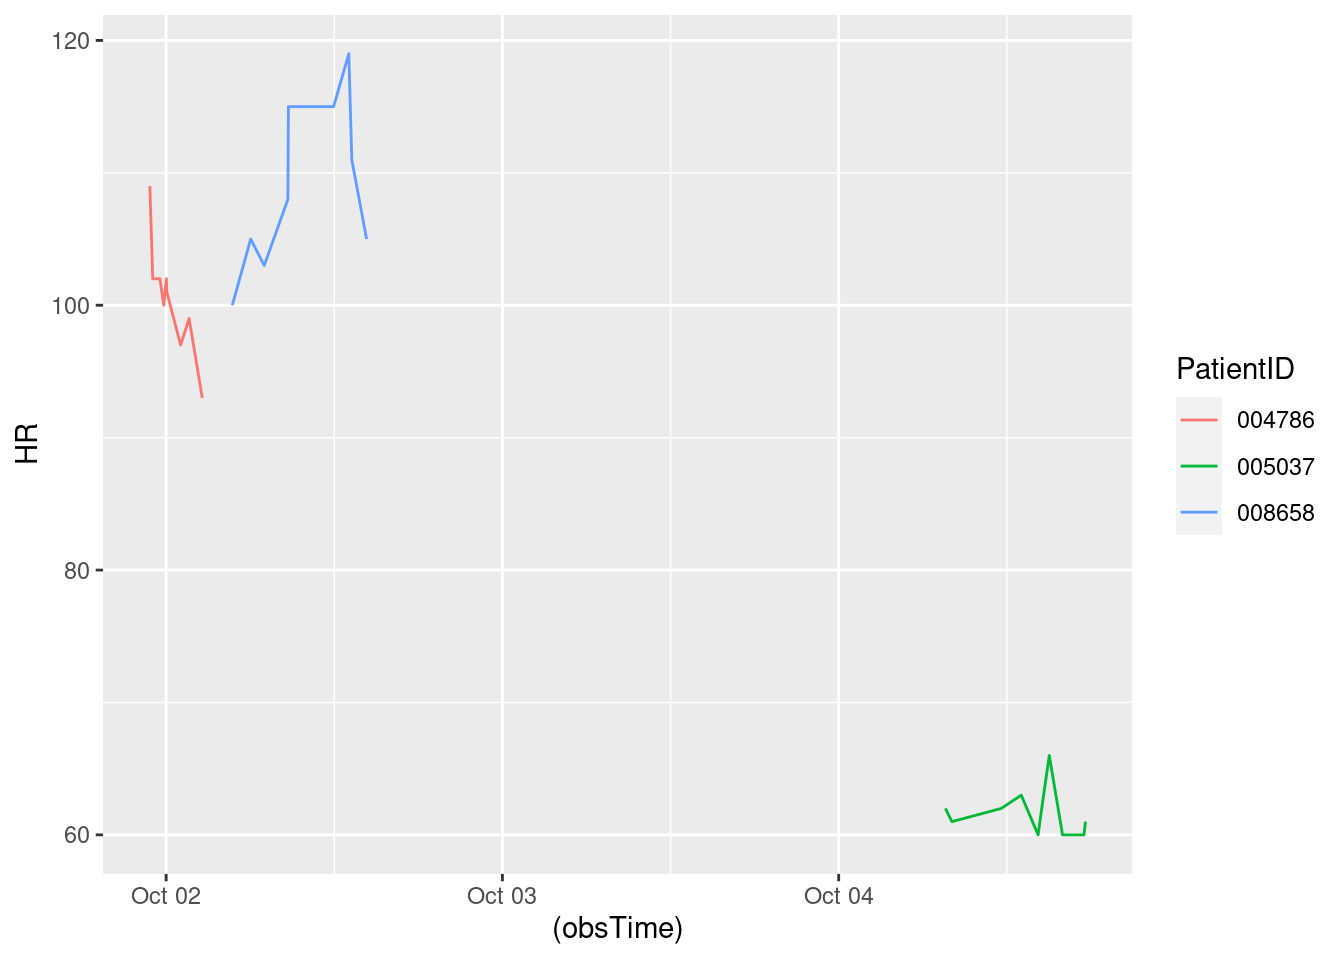 120
100
80
60
HR
Oct 02
Oct 03
Oct 04
(obsTime)
PatientID
004786
005037
008658